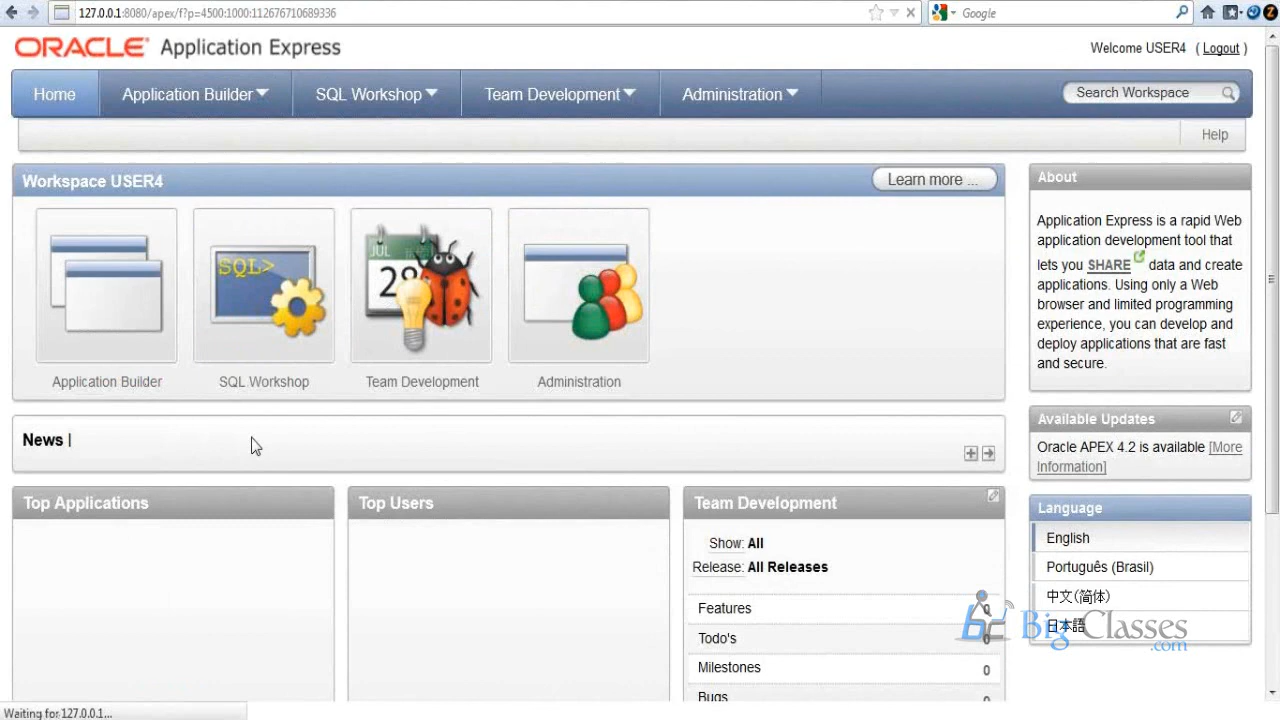 127.0.0.1:8080/apex/f?p=4500:1000:112676710689336
Google
ORACLE Application Express
Welcome USER4 ( Logout )
Home
Application Builder
SQL Workshop
Team Development
Administration
Search Workspace
Help
Workspace USER4
Learn more ...
JUL
28
SQL>
Application Builder
SQL Workshop
Team Development
Administration
About
Application Express is a rapid Web
application development tool that
lets you SHARE data and create
applications. Using only a Web
browser and limited programming
experience, you can develop and
deploy applications that are fast
and secure.
News |
Available Updates
Oracle APEX 4.2 is available [More
Information]
Top Applications
Top Users
Team Development
Show: All
Release: All Releases
Features 0
Todo's 0
Milestones 0
Bugs 0
Language
English
Português (Brasil)
中文(简体)
日本語
Big Classes
.com
Waiting for 127.0.0.1...